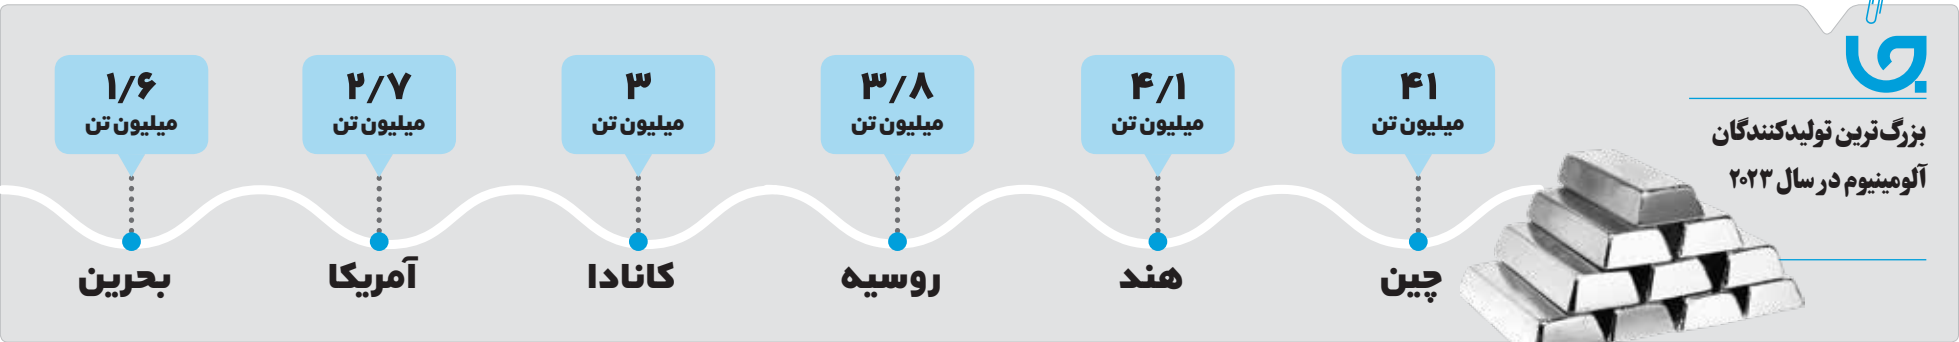 بزرگ‌ترین تولیدکنندگان
آلومینیوم در سال ۲۰۲۳
۴۱
میلیون تن
چین
۴/۱
میلیون تن
هند
۳/۸
میلیون تن
روسیه
۳
میلیون تن
کانادا
۲/۷
میلیون تن
آمریکا
۱/۶
میلیون تن
بحرین